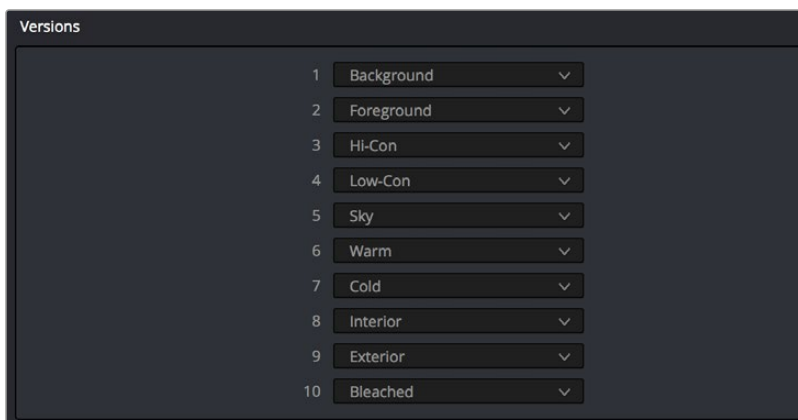 Versions
1 Background
2 Foreground
3 Hi-Con
4 Low-Con
5 Sky
6 Warm
7 Cold
8 Interior
9 Exterior
10 Bleached